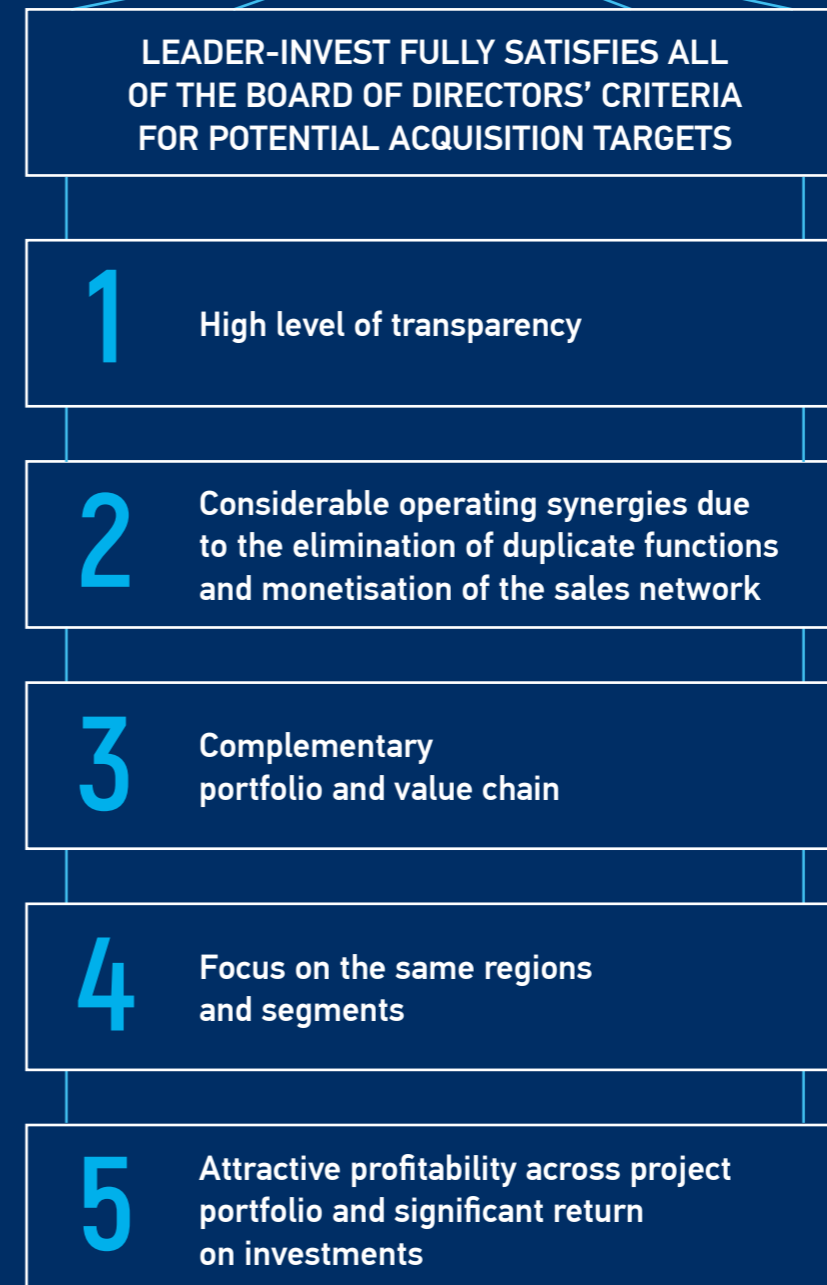 LEADER-INVEST FULLY SATISFIES ALL
OF THE BOARD OF DIRECTORS’ CRITERIA
FOR POTENTIAL ACQUISITION TARGETS
1
High level of transparency
2
Considerable operating synergies due
to the elimination of duplicate functions
and monetisation of the sales network
3
Complementary
portfolio and value chain
4
Focus on the same regions
and segments
5
Attractive profitability across project
portfolio and significant return
on investments